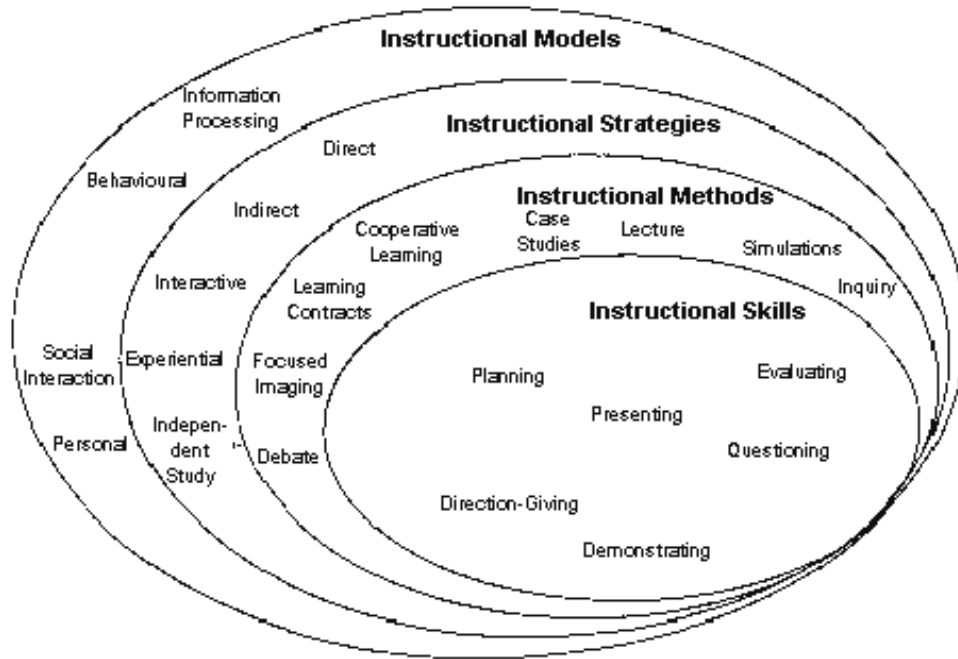 Instructional Models
Information
Processing
Behavioural
Social
Interaction
Personal
Instructional Strategies
Direct
Indirect
Interactive
Experiential
Indepen-
dent
Study
Instructional Methods
Cooperative
Learning
Case
Studies
Lecture
Simulations
Inquiry
Learning
Contracts
Focused
Imaging
Debate
Instructional Skills
Planning
Evaluating
Presenting
Questioning
Direction-Giving
Demonstrating